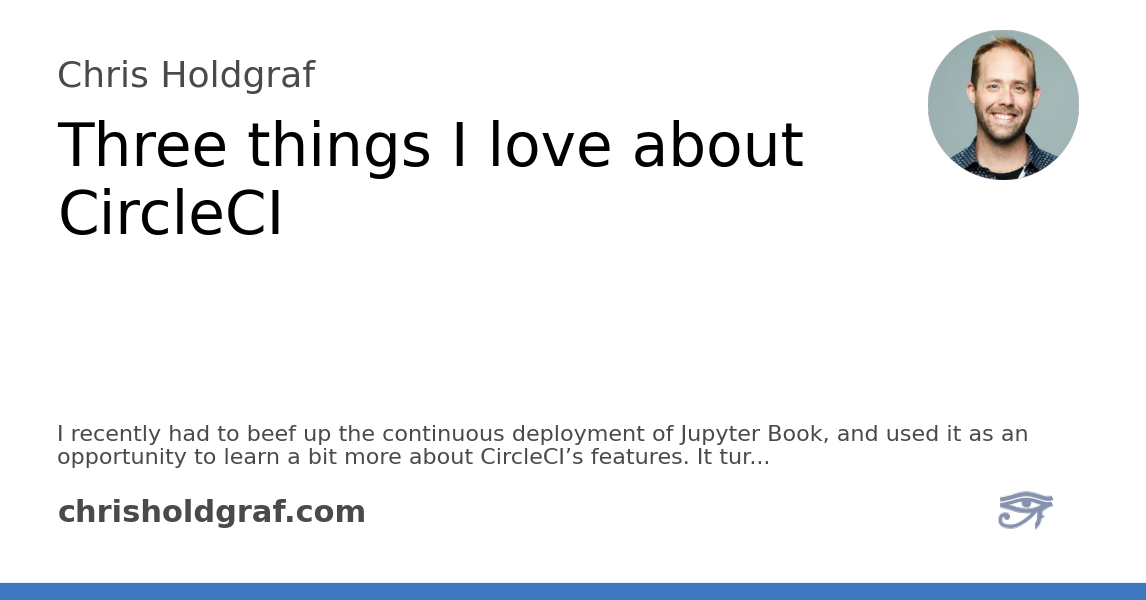 Chris Holdgraf
Three things I love about
CircleCI
I recently had to beef up the continuous deployment of Jupyter Book, and used it as an
opportunity to learn a bit more about CircleCI’s features. It tur...
chrisholdgraf.com